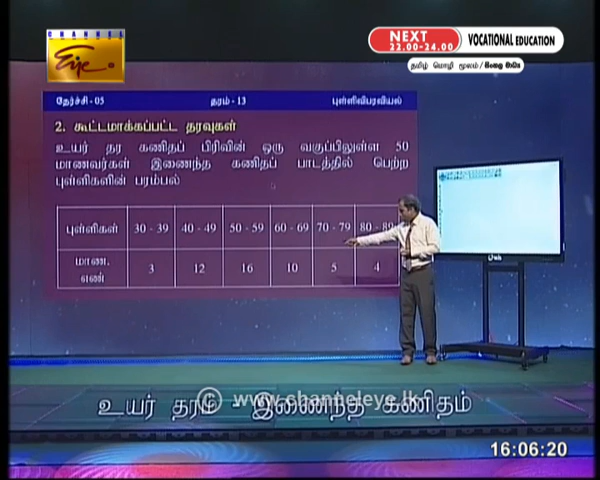 CHANNEL
Eye
NEXT
22.00-24.00
VOCATIONAL EDUCATION
தமிழ் மொழி மூலம் / සිංහල මාධ්‍ය
தேர்ச்சி - 05 தரம் - 13 புள்ளிவிபரவியல்
2. கூட்டமாக்கப்பட்ட தரவுகள்
உயர் தர கணிதப் பிரிவின் ஒரு வகுப்பிலுள்ள 50
மாணவர்கள் இணைந்த கணிதப் பாடத்தில் பெற்ற
புள்ளிகளின் பரம்பல்
புள்ளிகள் 30 - 39 40 - 49 50 - 59 60 - 69 70 - 79 80 - 89
மாண. எண் 3 12 16 10 5 4
© www.channeleye.lk
உயர் தரம் - இணைந்த கணிதம்
16:06:20